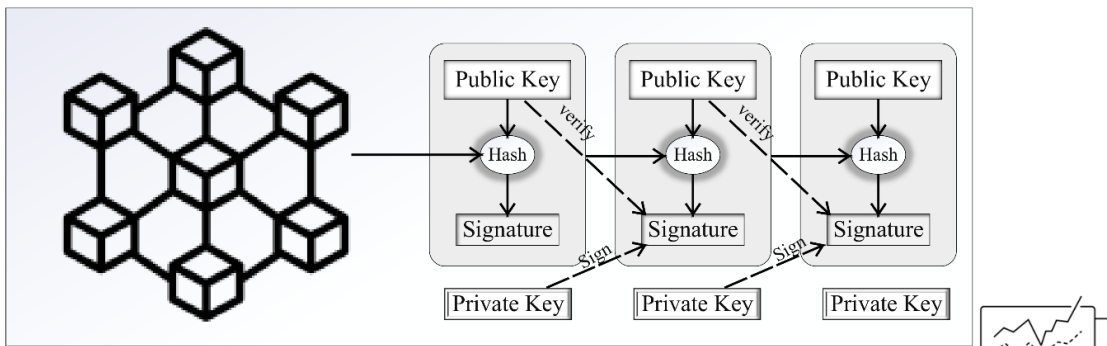 Public Key
Public Key
Public Key
verify
verify
Hash
Hash
Hash
Signature
Signature
Signature
Sign
Sign
Private Key
Private Key
Private Key